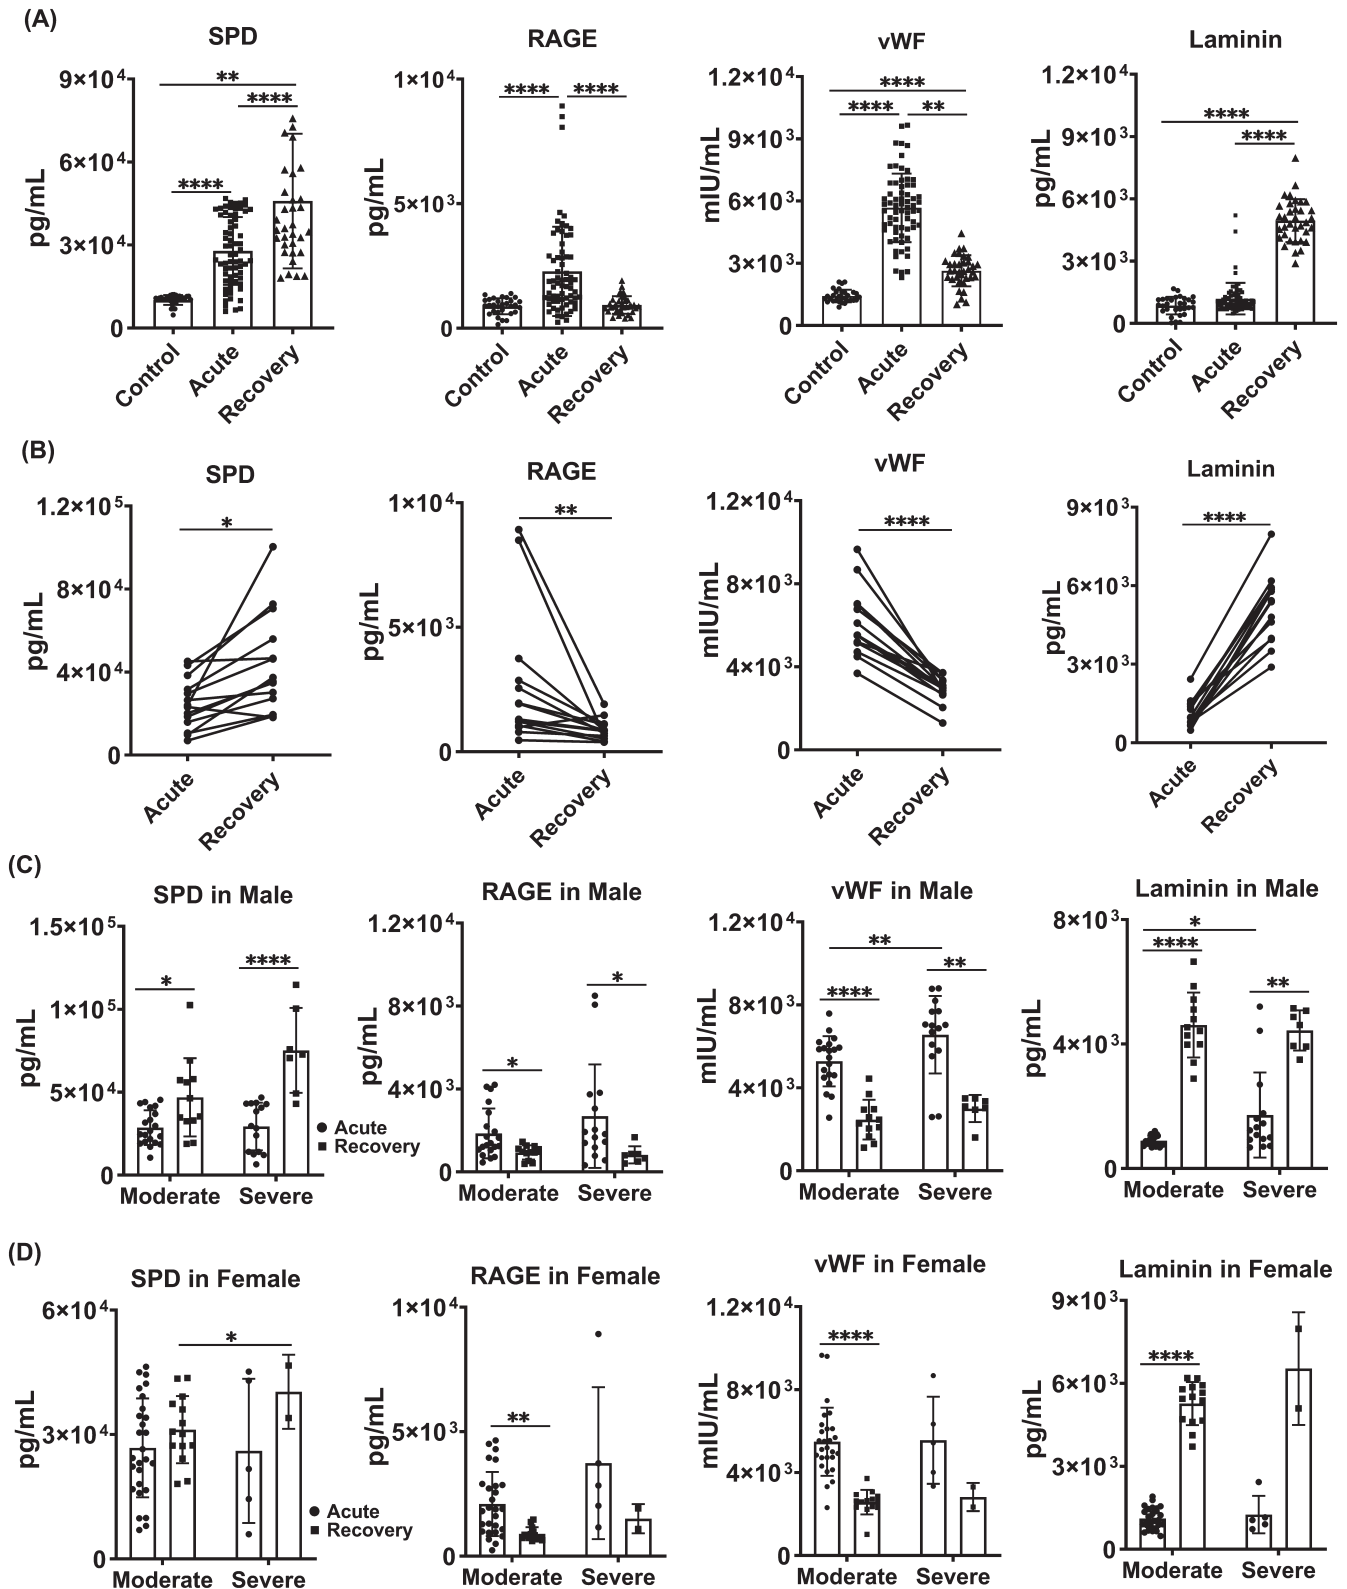 (A)
SPD
RAGE
vWF
Laminin
9×10⁴
6×10⁴
3×10⁴
0
pg/mL
**
****
****
Control
Acute
Recovery
1×10⁴
5×10³
0
pg/mL
****
****
Control
Acute
Recovery
1.2×10⁴
9×10³
6×10³
3×10³
0
mIU/mL
****
****
**
Control
Acute
Recovery
1.2×10⁴
9×10³
6×10³
3×10³
0
pg/mL
****
****
Control
Acute
Recovery
(B)
SPD
RAGE
vWF
Laminin
1.2×10⁵
8×10⁴
4×10⁴
0
pg/mL
*
Acute
Recovery
1×10⁴
5×10³
0
pg/mL
**
Acute
Recovery
1.2×10⁴
8×10³
4×10³
0
mIU/mL
****
Acute
Recovery
9×10³
6×10³
3×10³
0
pg/mL
****
Acute
Recovery
(C)
SPD in Male
RAGE in Male
vWF in Male
Laminin in Male
1.5×10⁵
1×10⁵
5×10⁴
0
pg/mL
*
****
Acute
Recovery
Moderate
Severe
1.2×10⁴
8×10³
4×10³
0
pg/mL
*
*
Moderate
Severe
1.2×10⁴
8×10³
4×10³
0
mIU/mL
**
****
**
Moderate
Severe
8×10³
4×10³
0
pg/mL
*
****
**
Moderate
Severe
(D)
SPD in Female
RAGE in Female
vWF in Female
Laminin in Female
6×10⁴
3×10⁴
0
pg/mL
*
Acute
Recovery
Moderate
Severe
1×10⁴
5×10³
0
pg/mL
**
Moderate
Severe
1.2×10⁴
8×10³
4×10³
0
mIU/mL
****
Moderate
Severe
9×10³
6×10³
3×10³
0
pg/mL
****
Moderate
Severe